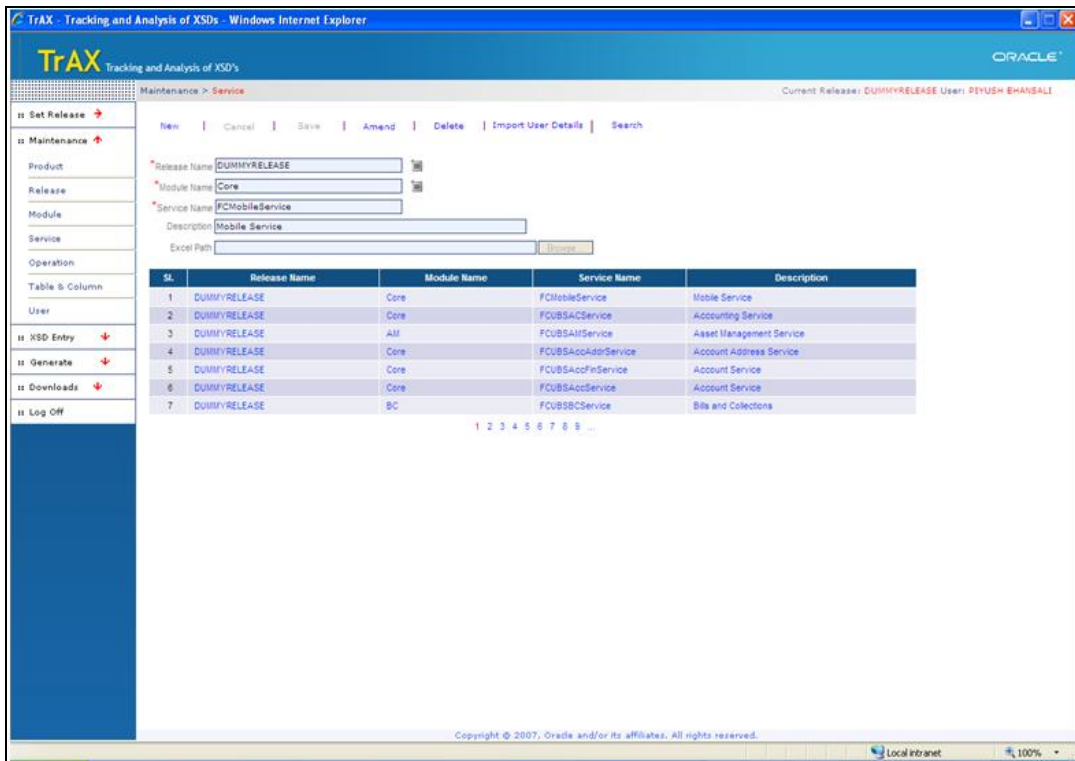 TrAX - Tracking and Analysis of XSDs - Windows Internet Explorer
TrAX Tracking and Analysis of XSD's
ORACLE
Maintenance > Service
Current Release: DUMMYRELEASE User: PIYUSH BHANSALI
:: Set Release
:: Maintenance
Product
Release
Module
Service
Operation
Table & Column
User
:: XSD Entry
:: Generate
:: Downloads
:: Log Off
New | Cancel | Save | Amend | Delete | Import User Details | Search
*Release Name DUMMYRELEASE
*Module Name Core
*Service Name FCMobileService
Description Mobile Service
Excel Path Browse...
SL Release Name Module Name Service Name Description
1 DUMMYRELEASE Core FCMobileService Mobile Service
2 DUMMYRELEASE Core FCUBSACService Accounting Service
3 DUMMYRELEASE AM FCUBSAMService Asset Management Service
4 DUMMYRELEASE Core FCUBSAccAddrService Account Address Service
5 DUMMYRELEASE Core FCUBSAccFinService Account Service
6 DUMMYRELEASE Core FCUBSAccService Account Service
7 DUMMYRELEASE BC FCUBSBCService Bills and Collections
1 2 3 4 5 6 7 8 9 ...
Copyright @ 2007, Oracle and/or its affiliates. All rights reserved.
Local intranet
100%